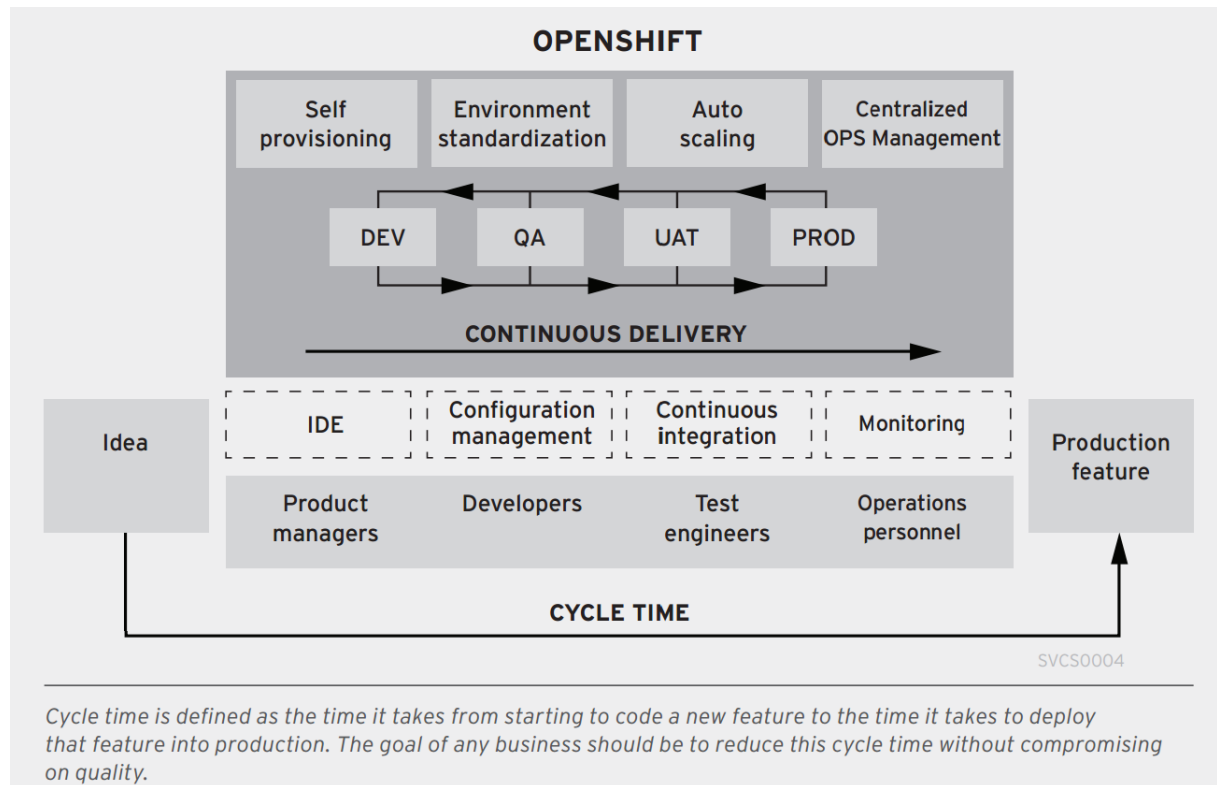 OPENSHIFT
Self
provisioning
Environment
standardization
Auto
scaling
Centralized
OPS Management
DEV
QA
UAT
PROD
CONTINUOUS DELIVERY
Idea
IDE
Configuration
management
Continuous
integration
Monitoring
Production
feature
Product
managers
Developers
Test
engineers
Operations
personnel
CYCLE TIME
SVCS0004
Cycle time is defined as the time it takes from starting to code a new feature to the time it takes to deploy
that feature into production. The goal of any business should be to reduce this cycle time without compromising
on quality.